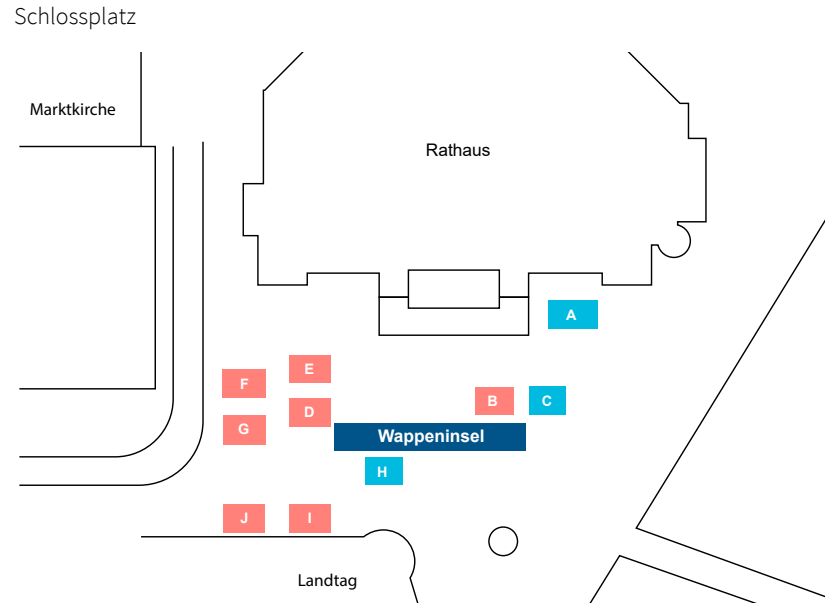 Schlossplatz
Marktkirche
Rathaus
A
E
F
B
C
D
G
Wappeninsel
H
J
I
Landtag